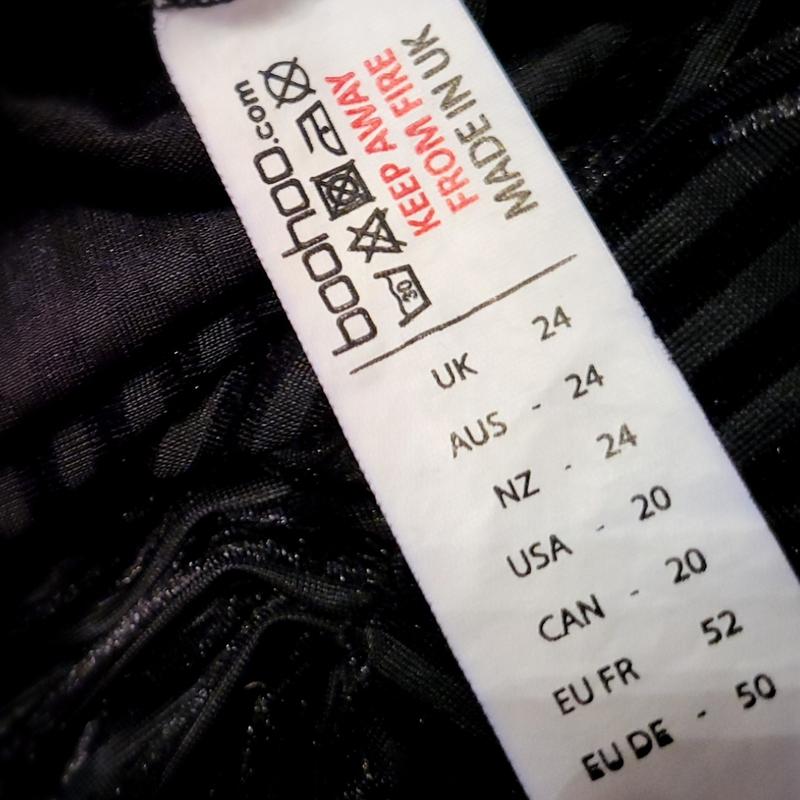 boohoo.com
30
KEEP AWAY
FROM FIRE
MADE IN UK
UK 24
AUS - 24
NZ - 24
USA - 20
CAN - 20
EU FR 52
EU DE - 50